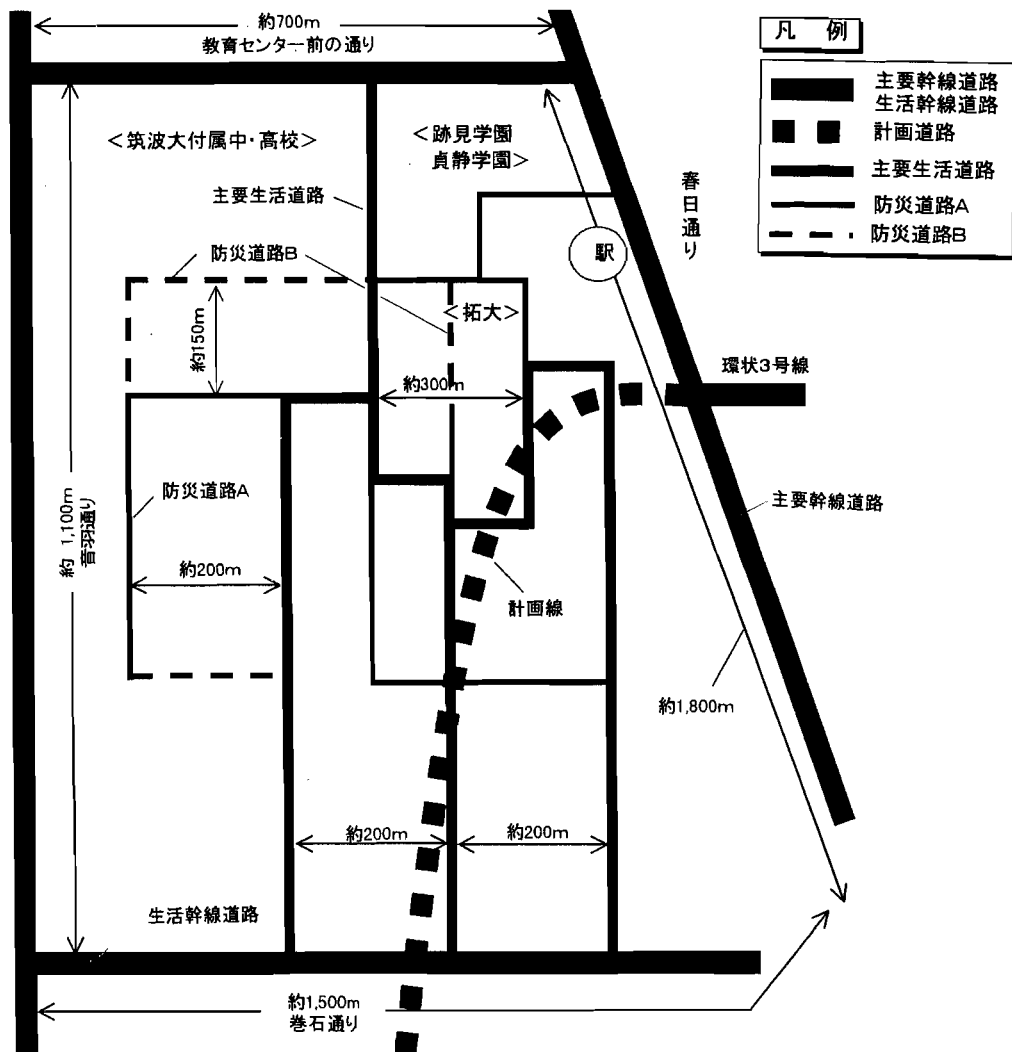 約700m
教育センター前の通り
凡 例
主要幹線道路
生活幹線道路
計画道路
主要生活道路
防災道路A
防災道路B
<筑波大付属中・高校>
<跡見学園
貞静学園>
主要生活道路
春日通り
防災道路B
駅
<拓大>
約150m
約300m
環状3号線
約1,100m
音羽通り
防災道路A
主要幹線道路
約200m
計画線
約1,800m
約200m
約200m
生活幹線道路
約1,500m
巻石通り